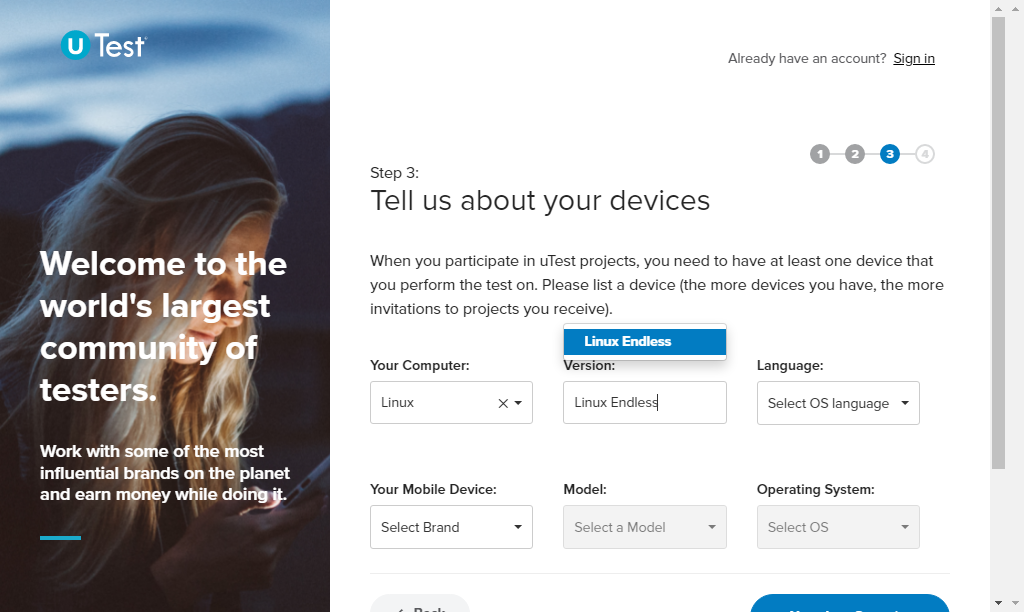 U Test
Already have an account? Sign in
1 2 3 4
Step 3:
Tell us about your devices
Welcome to the
world's largest
community of
testers.
Work with some of the most
influential brands on the planet
and earn money while doing it.
When you participate in uTest projects, you need to have at least one device that
you perform the test on. Please list a device (the more devices you have, the more
invitations to projects you receive).
Linux Endless
Your Computer: Version: Language:
Linux Linux Endless Select OS language
Your Mobile Device: Model: Operating System:
Select Brand Select a Model Select OS
Back